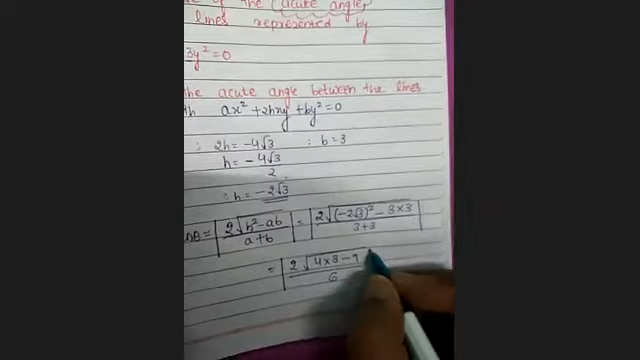 of the (acute angle)
lines represented by
3y² = 0
the acute angle between the lines
ax² + 2hxy + by² = 0
∴ 2h = -4√3 : b = 3
h = -4√3/2
∴ h = -2√3
nθ = |2√(h² - ab)/(a+b)| = |2√((-2√3)² - 3×3)/(3+3)|
= |2√(4×3 - 9)/6